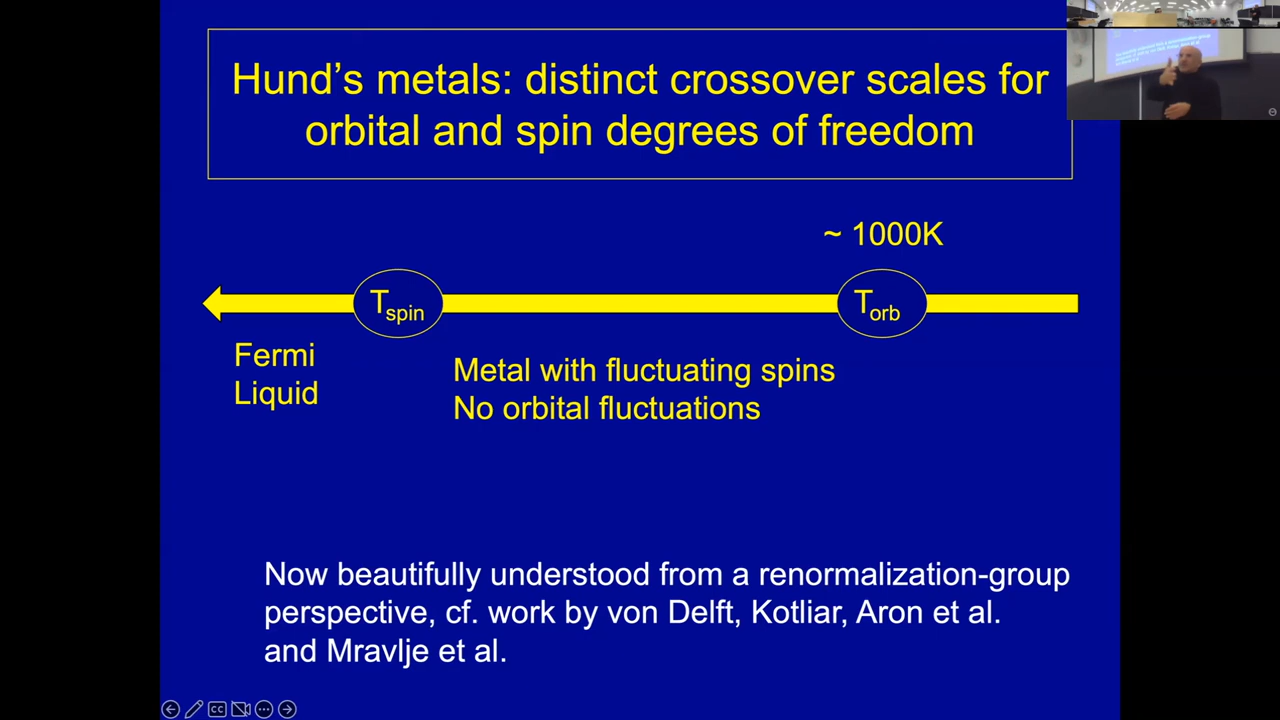 Hund’s metals: distinct crossover scales for
orbital and spin degrees of freedom
~ 1000K
Tspin
Torb
Fermi
Liquid
Metal with fluctuating spins
No orbital fluctuations
Now beautifully understood from a renormalization-group
perspective, cf. work by von Delft, Kotliar, Aron et al.
and Mravlje et al.
CC